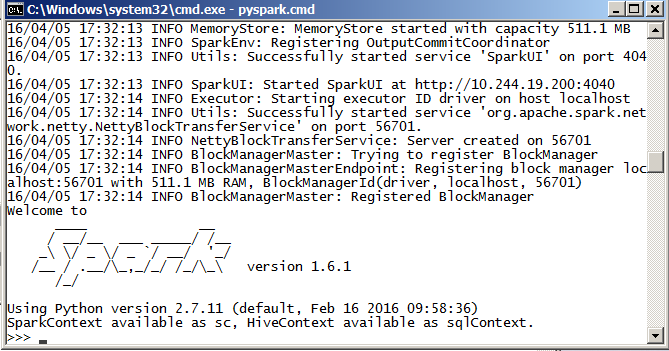 C:\Windows\system32\cmd.exe - pyspark.cmd
16/04/05 17:32:13 INFO MemoryStore: MemoryStore started with capacity 511.1 MB
16/04/05 17:32:13 INFO SparkEnv: Registering OutputCommitCoordinator
16/04/05 17:32:13 INFO Utils: Successfully started service 'SparkUI' on port 404
0.
16/04/05 17:32:13 INFO SparkUI: Started SparkUI at http://10.244.19.200:4040
16/04/05 17:32:14 INFO Executor: Starting executor ID driver on host localhost
16/04/05 17:32:14 INFO Utils: Successfully started service 'org.apache.spark.net
work.netty.NettyBlockTransferService' on port 56701.
16/04/05 17:32:14 INFO NettyBlockTransferService: Server created on 56701
16/04/05 17:32:14 INFO BlockManagerMaster: Trying to register BlockManager
16/04/05 17:32:14 INFO BlockManagerMasterEndpoint: Registering block manager loc
alhost:56701 with 511.1 MB RAM, BlockManagerId(driver, localhost, 56701)
16/04/05 17:32:14 INFO BlockManagerMaster: Registered BlockManager
Welcome to
Spark version 1.6.1
Using Python version 2.7.11 (default, Feb 16 2016 09:58:36)
SparkContext available as sc, HiveContext available as sqlContext.
>>> _